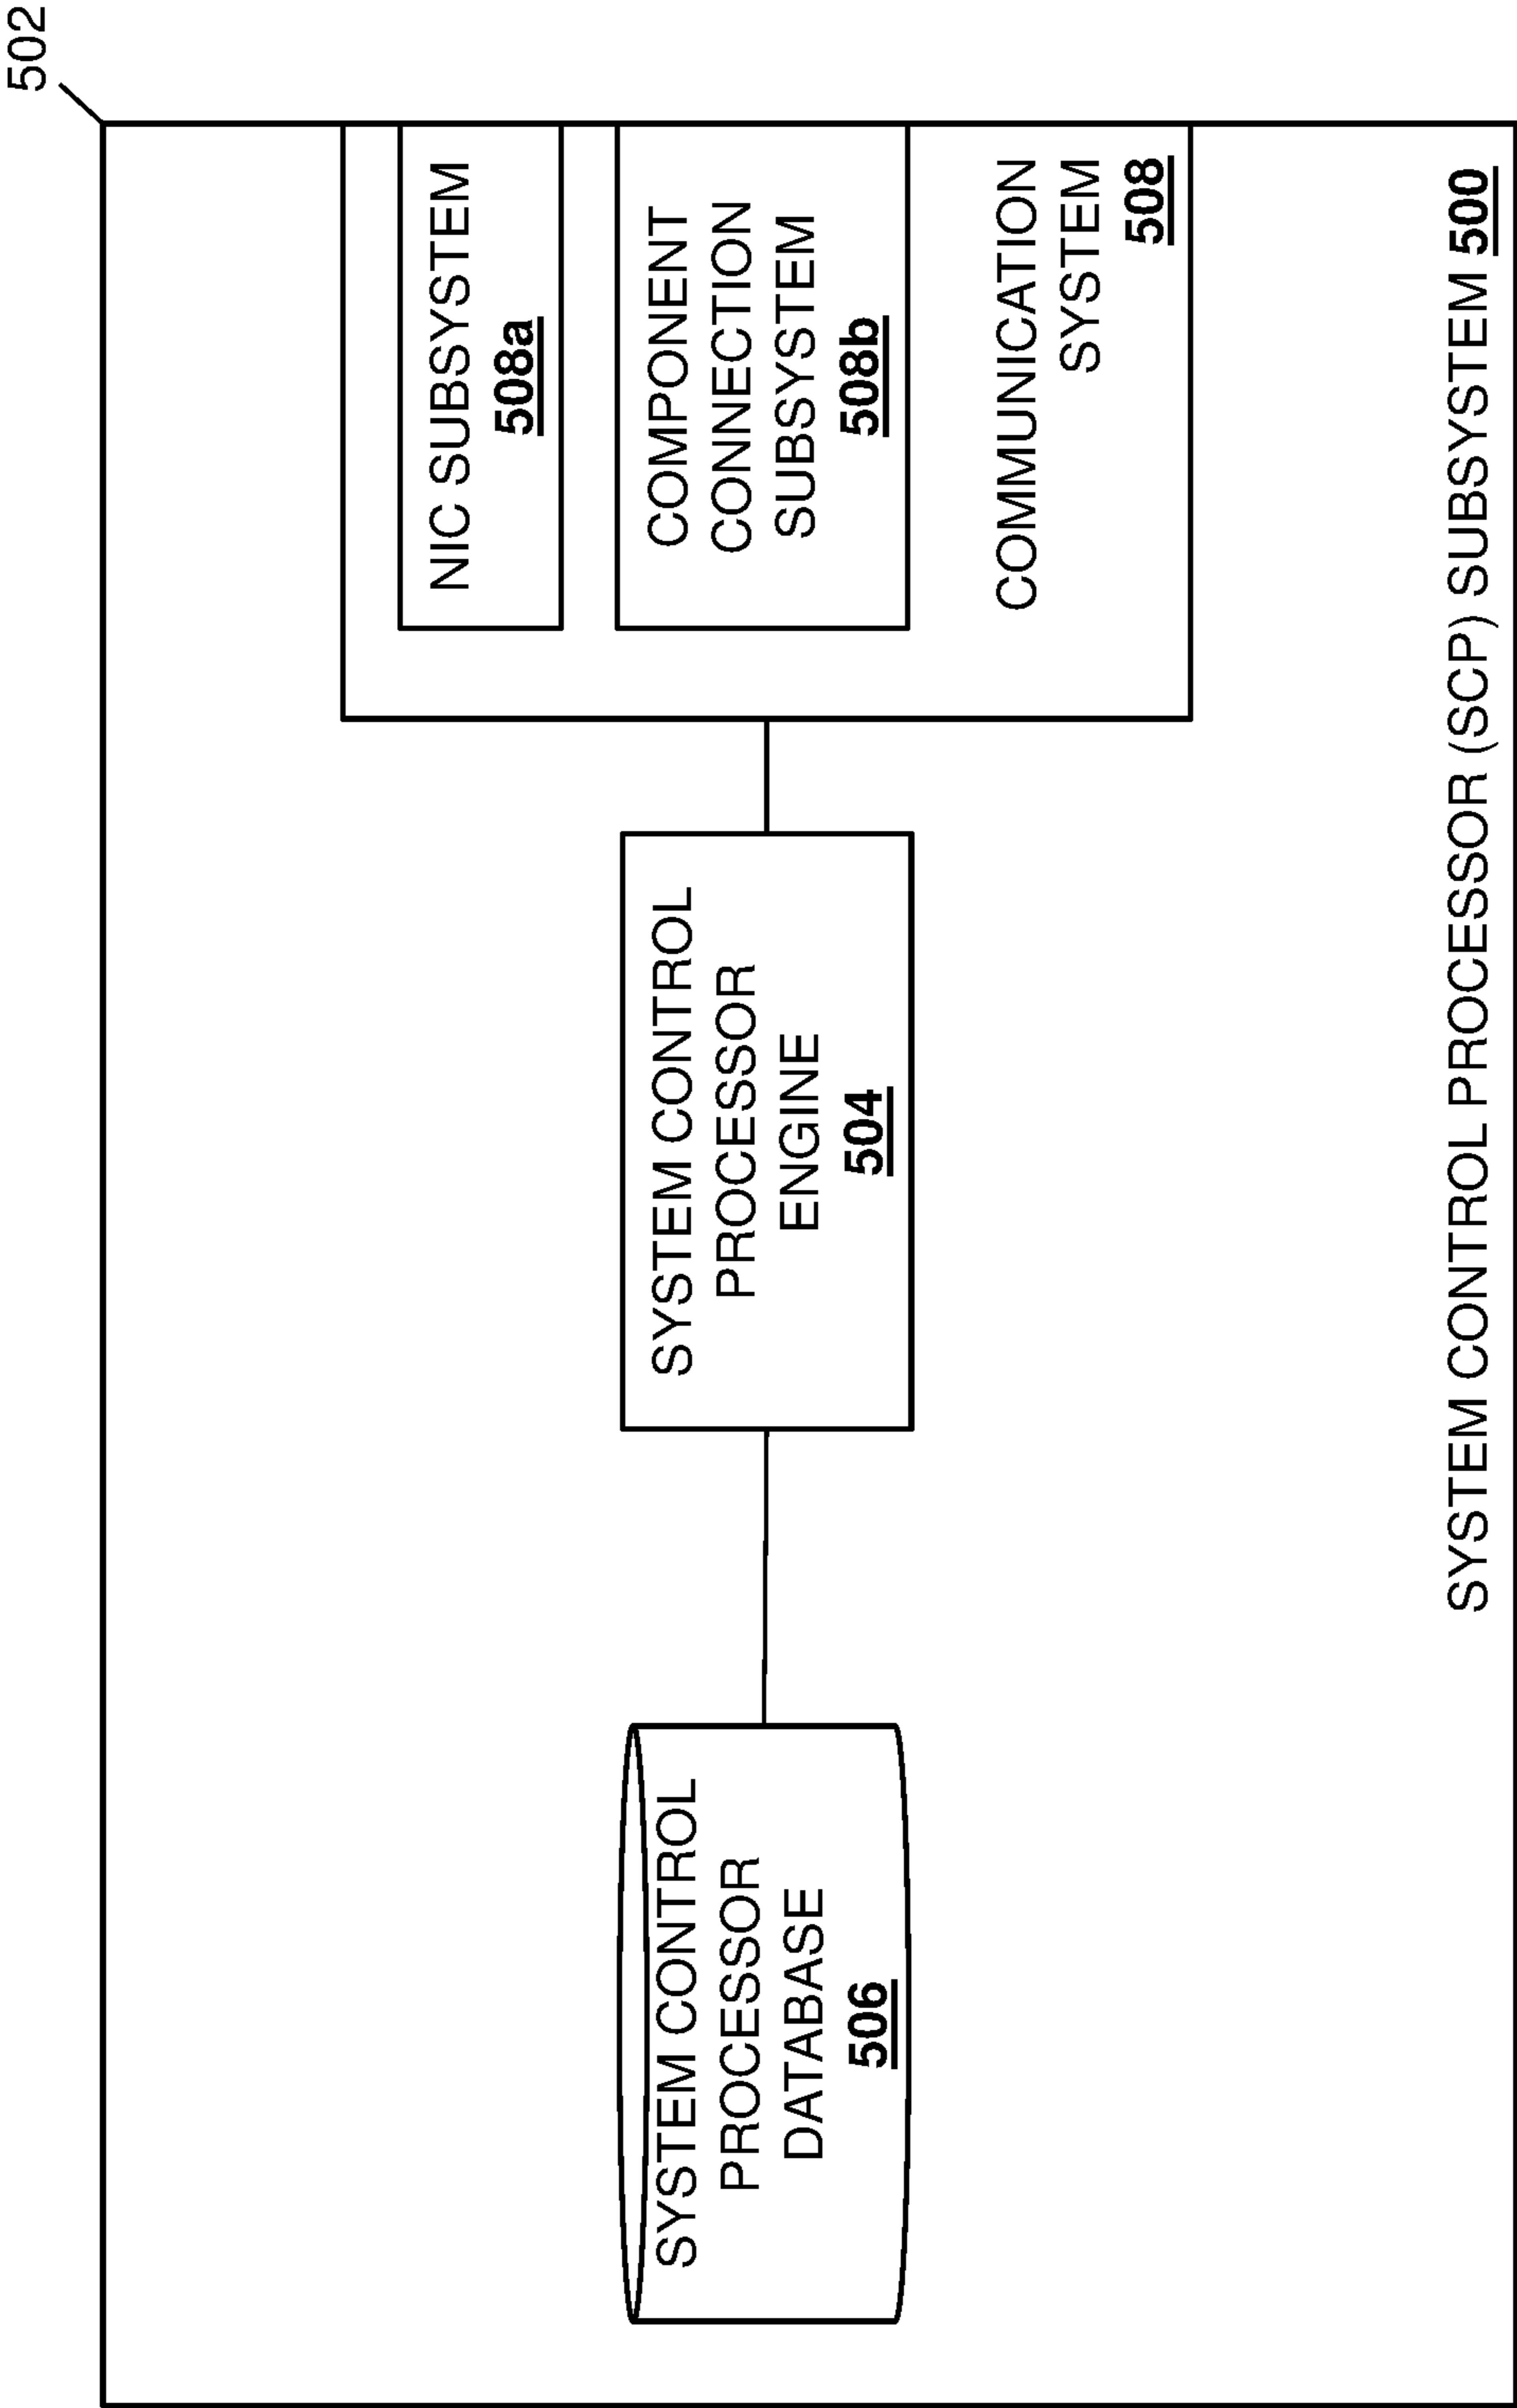 502
SYSTEM CONTROL
PROCESSOR
DATABASE
506
SYSTEM CONTROL
PROCESSOR
ENGINE
504
NIC SUBSYSTEM
508a
COMPONENT
CONNECTION
SUBSYSTEM
508b
COMMUNICATION
SYSTEM
508
SYSTEM CONTROL PROCESSOR (SCP) SUBSYSTEM 500